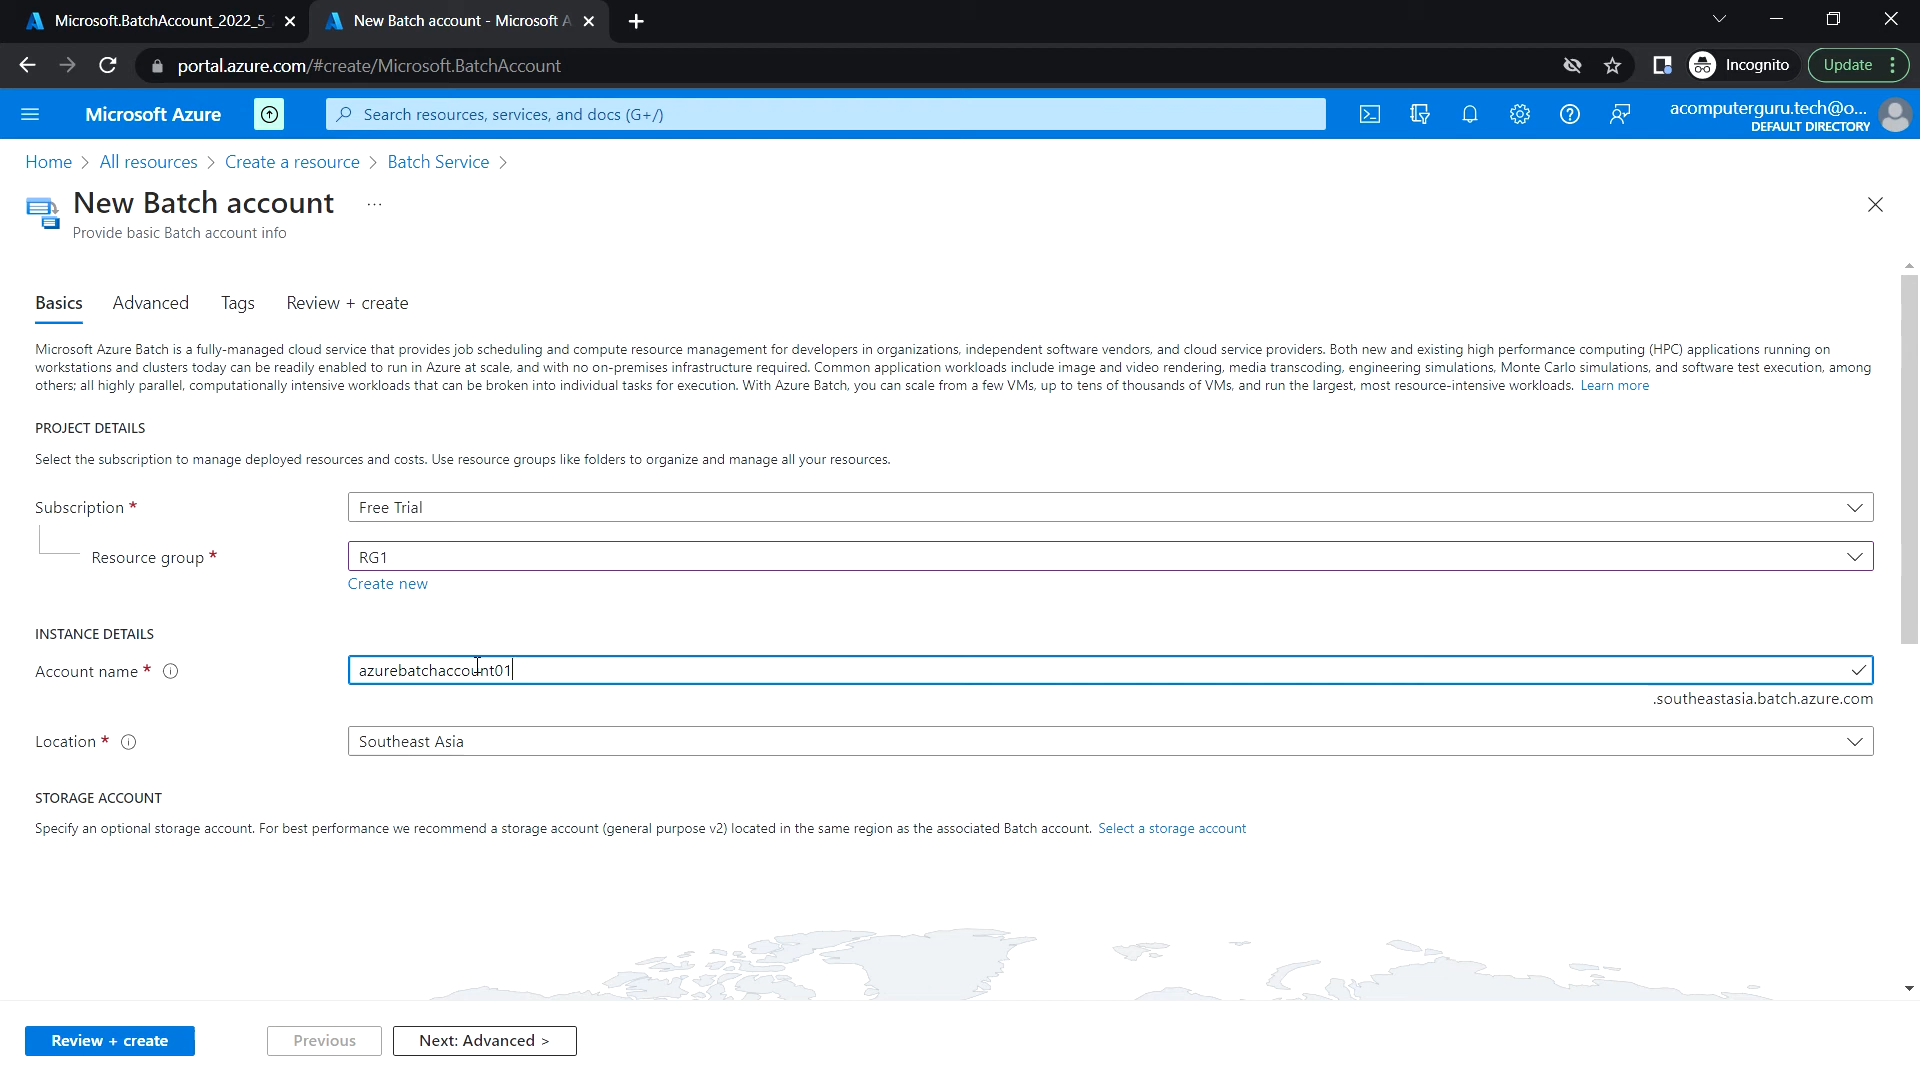 Microsoft.BatchAccount_2022_5_
New Batch account - Microsoft A
portal.azure.com/#create/Microsoft.BatchAccount
Incognito
Update
Microsoft Azure
Search resources, services, and docs (G+/)
acomputerguru.tech@o...
DEFAULT DIRECTORY
Home > All resources > Create a resource > Batch Service >
New Batch account ...
Provide basic Batch account info
Basics Advanced Tags Review + create
Microsoft Azure Batch is a fully-managed cloud service that provides job scheduling and compute resource management for developers in organizations, independent software vendors, and cloud service providers. Both new and existing high performance computing (HPC) applications running on
workstations and clusters today can be readily enabled to run in Azure at scale, and with no on-premises infrastructure required. Common application workloads include image and video rendering, media transcoding, engineering simulations, Monte Carlo simulations, and software test execution, among
others; all highly parallel, computationally intensive workloads that can be broken into individual tasks for execution. With Azure Batch, you can scale from a few VMs, up to tens of thousands of VMs, and run the largest, most resource-intensive workloads. Learn more
PROJECT DETAILS
Select the subscription to manage deployed resources and costs. Use resource groups like folders to organize and manage all your resources.
Subscription * Free Trial
Resource group * RG1
Create new
INSTANCE DETAILS
Account name * azurebatchaccount01
.southeastasia.batch.azure.com
Location * Southeast Asia
STORAGE ACCOUNT
Specify an optional storage account. For best performance we recommend a storage account (general purpose v2) located in the same region as the associated Batch account. Select a storage account
Review + create Previous Next: Advanced >